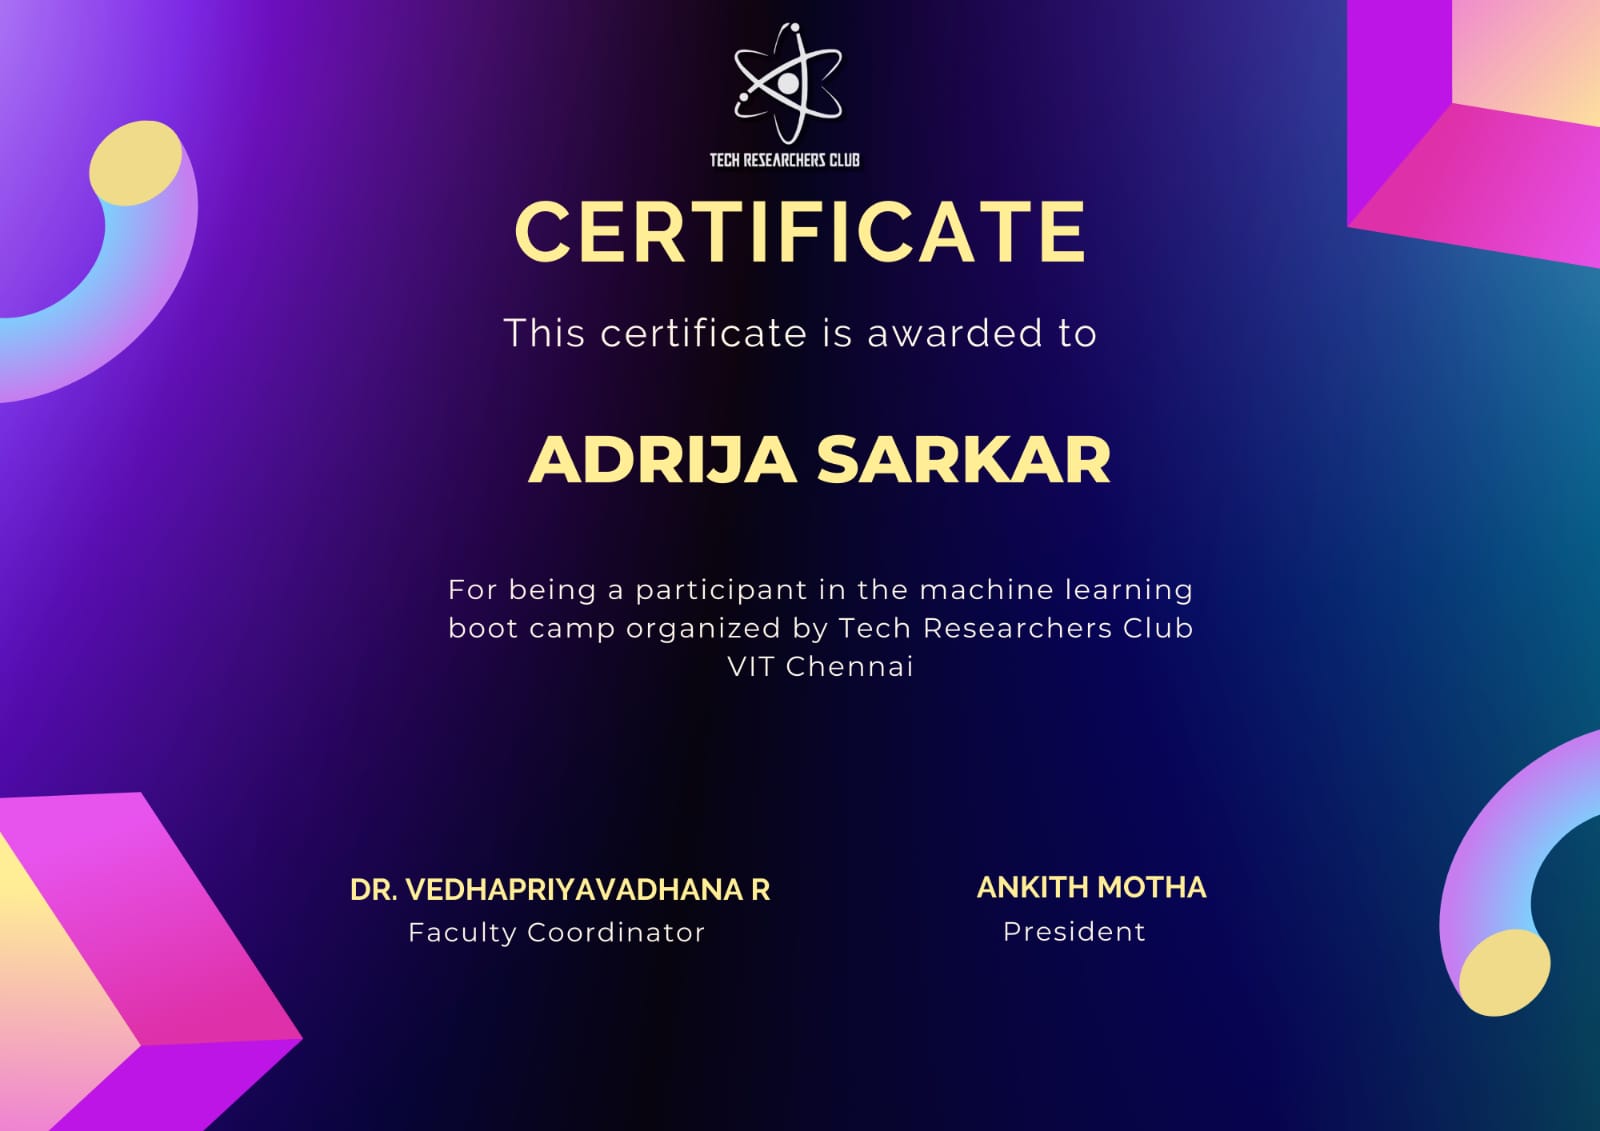 TECH RESEARCHERS CLUB
CERTIFICATE
This certificate is awarded to
ADRIJA SARKAR
For being a participant in the machine learning
boot camp organized by Tech Researchers Club
VIT Chennai
DR. VEDHAPRIYAVADHANA R
Faculty Coordinator
ANKITH MOTHA
President